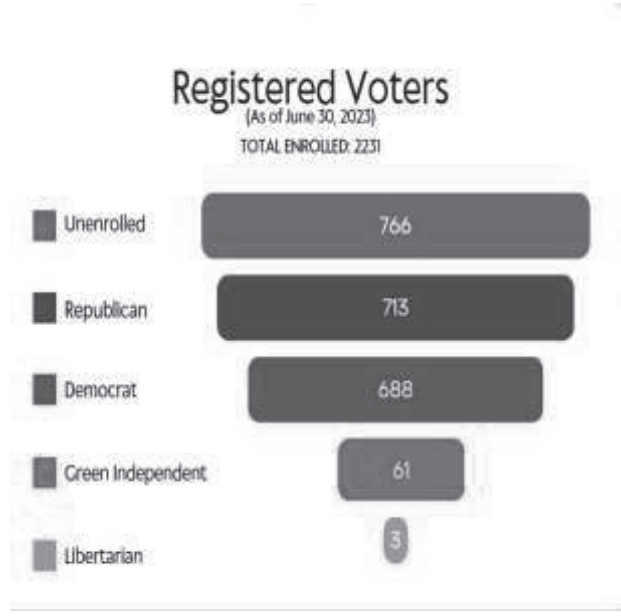 Registered Voters
(As of June 30, 2023)
TOTAL ENROLLED: 2231
Unenrolled 766
Republican 713
Democrat 688
Green Independent 61
Libertarian 3